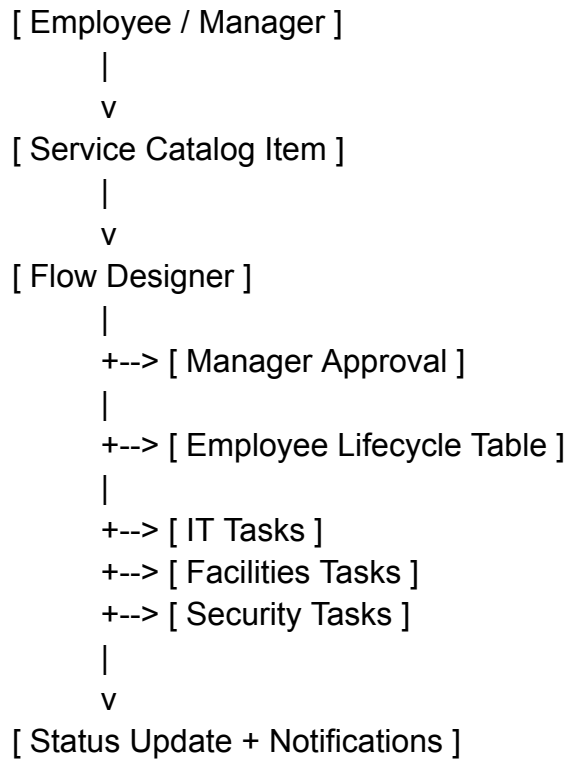 [ Employee / Manager ]
|
v
[ Service Catalog Item ]
|
v
[ Flow Designer ]
|
+--> [ Manager Approval ]
|
+--> [ Employee Lifecycle Table ]
|
+--> [ IT Tasks ]
+--> [ Facilities Tasks ]
+--> [ Security Tasks ]
|
v
[ Status Update + Notifications ]